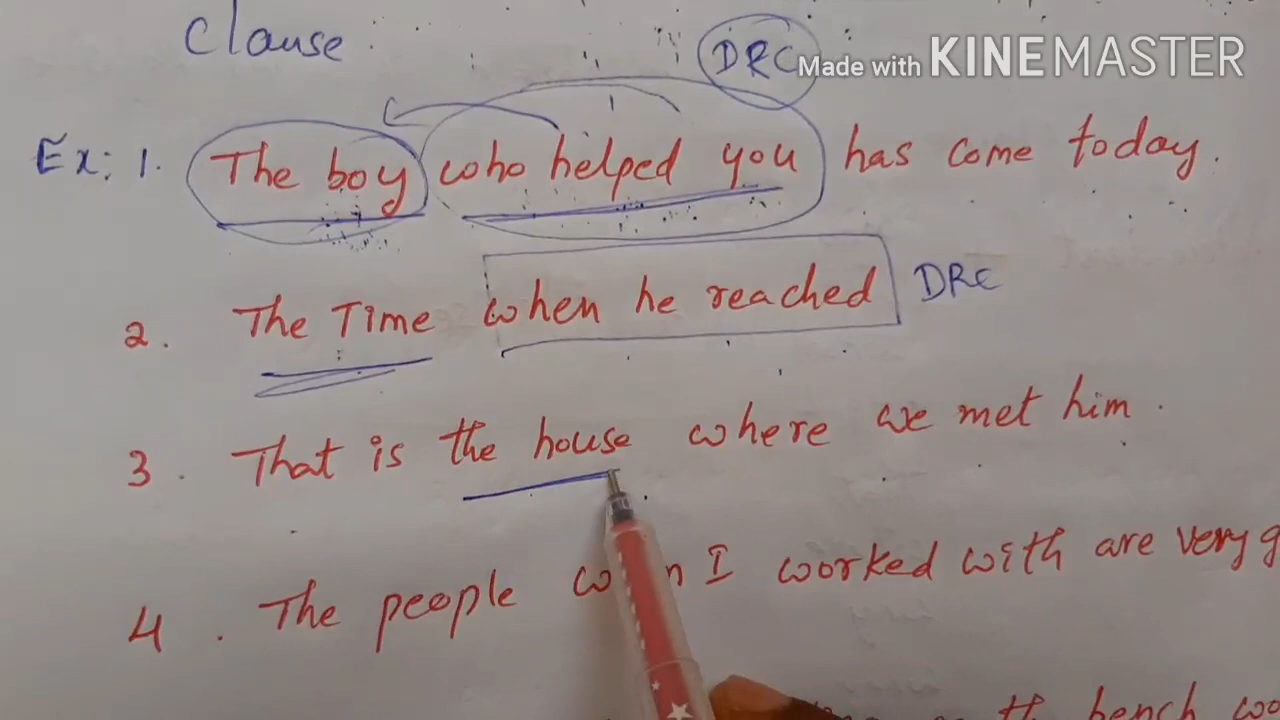 Clause
DRC
Made with KINEMASTER
Ex: 1. The boy who helped you has come today.
2. The Time when he reached DRC
3. That is the house where we met him.
4. The people I worked with are very
the bench